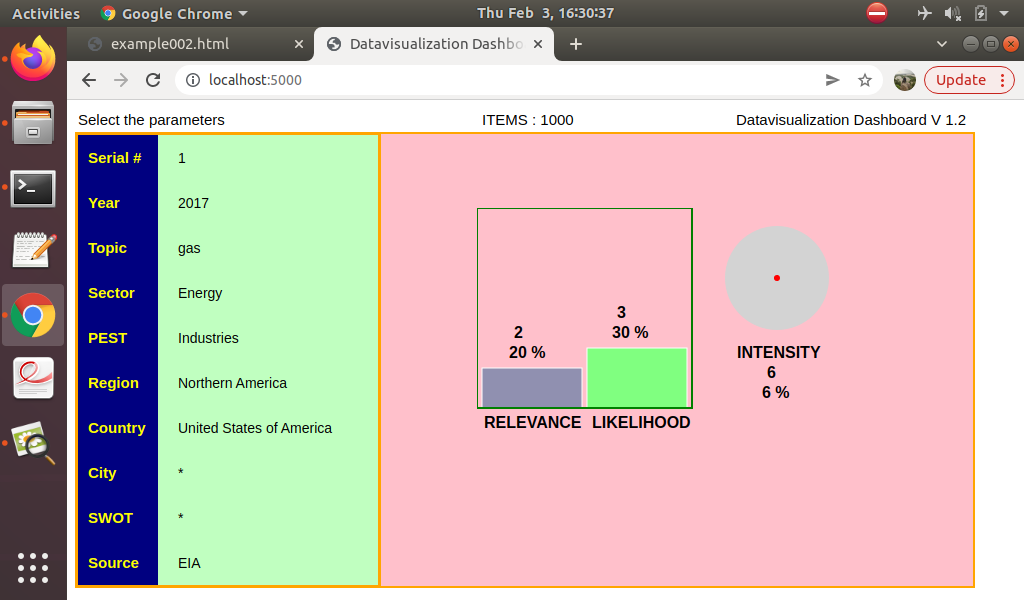 Activities Google Chrome Thu Feb 3, 16:30:37
example002.html Datavisualization Dashbo
localhost:5000 Update
Select the parameters ITEMS : 1000 Datavisualization Dashboard V 1.2
Serial # 1
Year 2017
Topic gas
Sector Energy
PEST Industries
Region Northern America
Country United States of America
City *
SWOT *
Source EIA
3
2 30 %
20 %
RELEVANCE LIKELIHOOD
INTENSITY
6
6 %